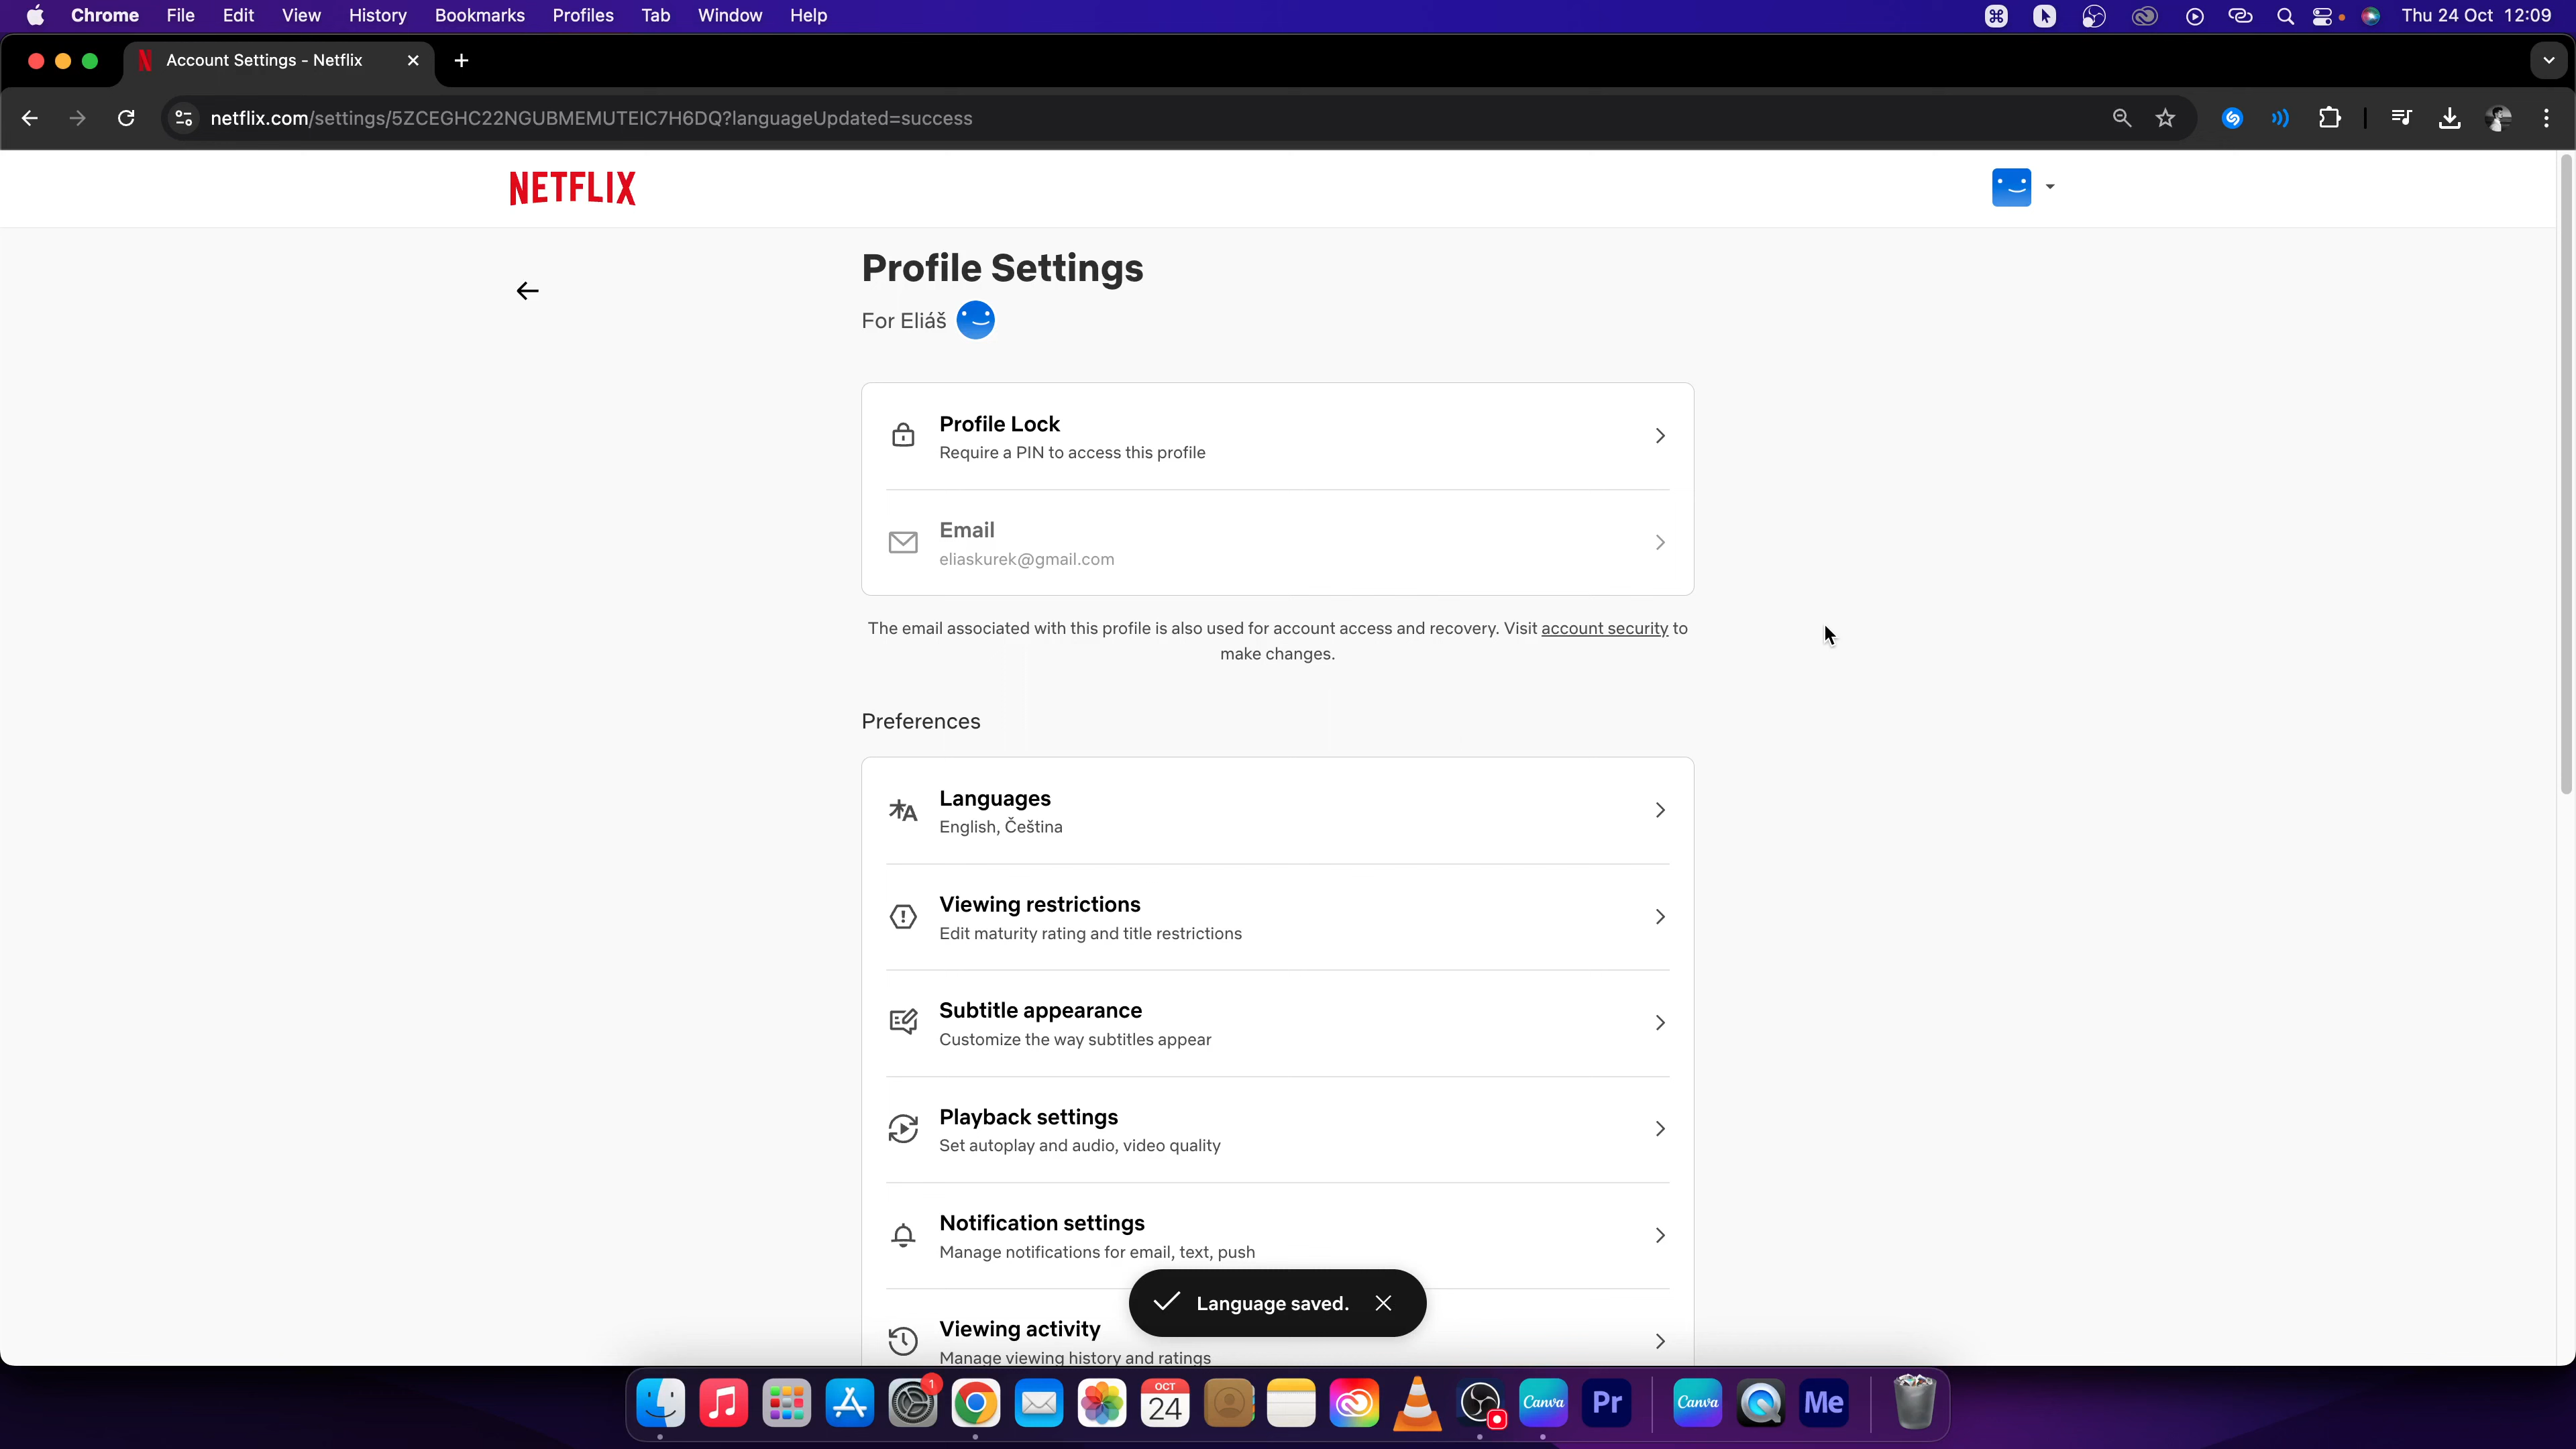 Chrome File Edit View History Bookmarks Profiles Tab Window Help Thu 24 Oct 12:09
Account Settings - Netflix
netflix.com/settings/5ZCEGHC22NGUBMEMUTEIC7H6DQ?languageUpdated=success
NETFLIX
Profile Settings
For Eliáš
Profile Lock
Require a PIN to access this profile
Email
eliaskurek@gmail.com
The email associated with this profile is also used for account access and recovery. Visit account security to
make changes.
Preferences
Languages
English, Čeština
Viewing restrictions
Edit maturity rating and title restrictions
Subtitle appearance
Customize the way subtitles appear
Playback settings
Set autoplay and audio, video quality
Notification settings
Manage notifications for email, text, push
Language saved.
Viewing activity
Manage viewing history and ratings
1
OCT
24
Canva
Pr
Canva
Me